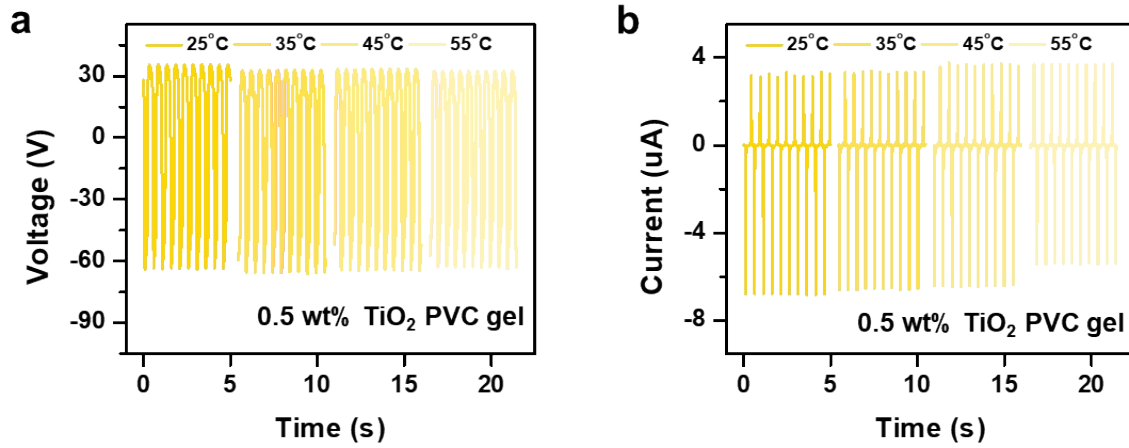 a
25°C 35°C 45°C 55°C
30
0
-30
-60
-90
Voltage (V)
0.5 wt% TiO₂ PVC gel
0 5 10 15 20
Time (s)
b
25°C 35°C 45°C 55°C
4
0
-4
-8
Current (uA)
0.5 wt% TiO₂ PVC gel
0 5 10 15 20
Time (s)